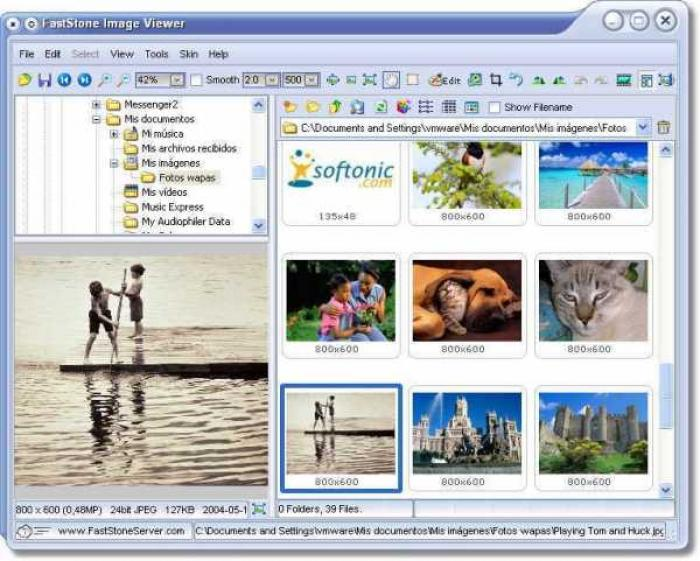 FastStone Image Viewer
File Edit Select View Tools Skin Help
42% Smooth 2.0 500 Edit
Messenger2
Mis documentos
Mi música
Mis archivos recibidos
Mis imágenes
Fotos wapas
Mis vídeos
Music Express
My Audiophiler Data
Show Filename
C:\Documents and Settings\vmware\Mis documentos\Mis imágenes\Fotos
softonic
.com
135x48
800x600
800x600
800x600
800x600
800x600
800x600
800x600
800x600
800 x 600 (0,48MP) 24bit JPEG 127KB 2004-05-1
0 Folders, 39 Files.
www.FastStoneServer.com
C:\Documents and Settings\vmware\Mis documentos\Mis imágenes\Fotos wapas\Playing Tom and Huck.jpg